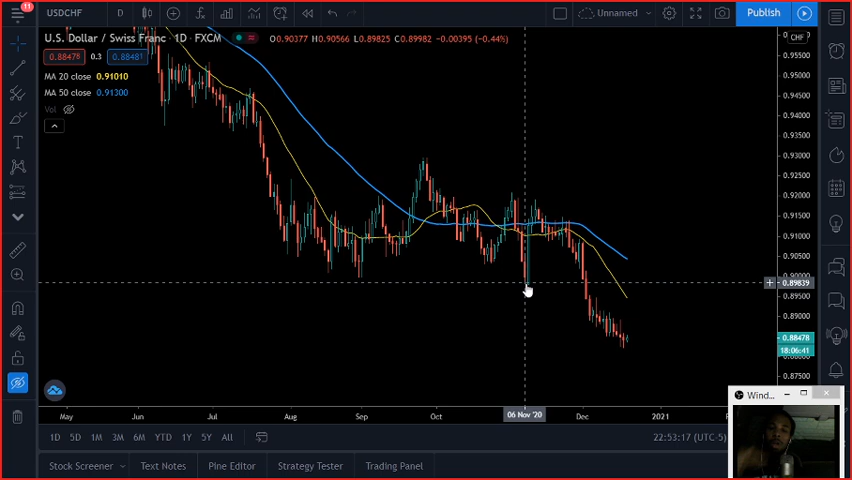 11
USDCHF D Unnamed Publish
U.S. Dollar / Swiss Franc · 1D · FXCM O0.90377 H0.90566 L0.89825 C0.89982 −0.00395 (−0.44%) CHF
0.88478 0.3 0.88481
MA 20 close 0.91010
MA 50 close 0.91300
Vol
0.95500
0.95000
0.94500
0.94000
0.93500
0.93000
0.92500
0.92000
0.91500
0.91000
0.90500
0.90000
0.89839
0.89500
0.89000
0.88478
18:06:41
0.87500
May Jun Jul Aug Sep Oct 06 Nov '20 Dec 2021
1D 5D 1M 3M 6M YTD 1Y 5Y All 22:53:17 (UTC-5)
Stock Screener Text Notes Pine Editor Strategy Tester Trading Panel
Wind...